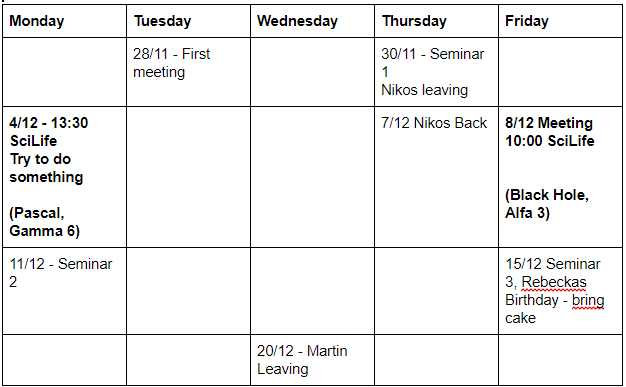 Monday
Tuesday
Wednesday
Thursday
Friday
28/11 - First
meeting
30/11 - Seminar
1
Nikos leaving
4/12 - 13:30
SciLife
Try to do
something
(Pascal,
Gamma 6)
7/12 Nikos Back
8/12 Meeting
10:00 SciLife
(Black Hole,
Alfa 3)
11/12 - Seminar
2
15/12 Seminar
3, Rebeckas
Birthday - bring
cake
20/12 - Martin
Leaving